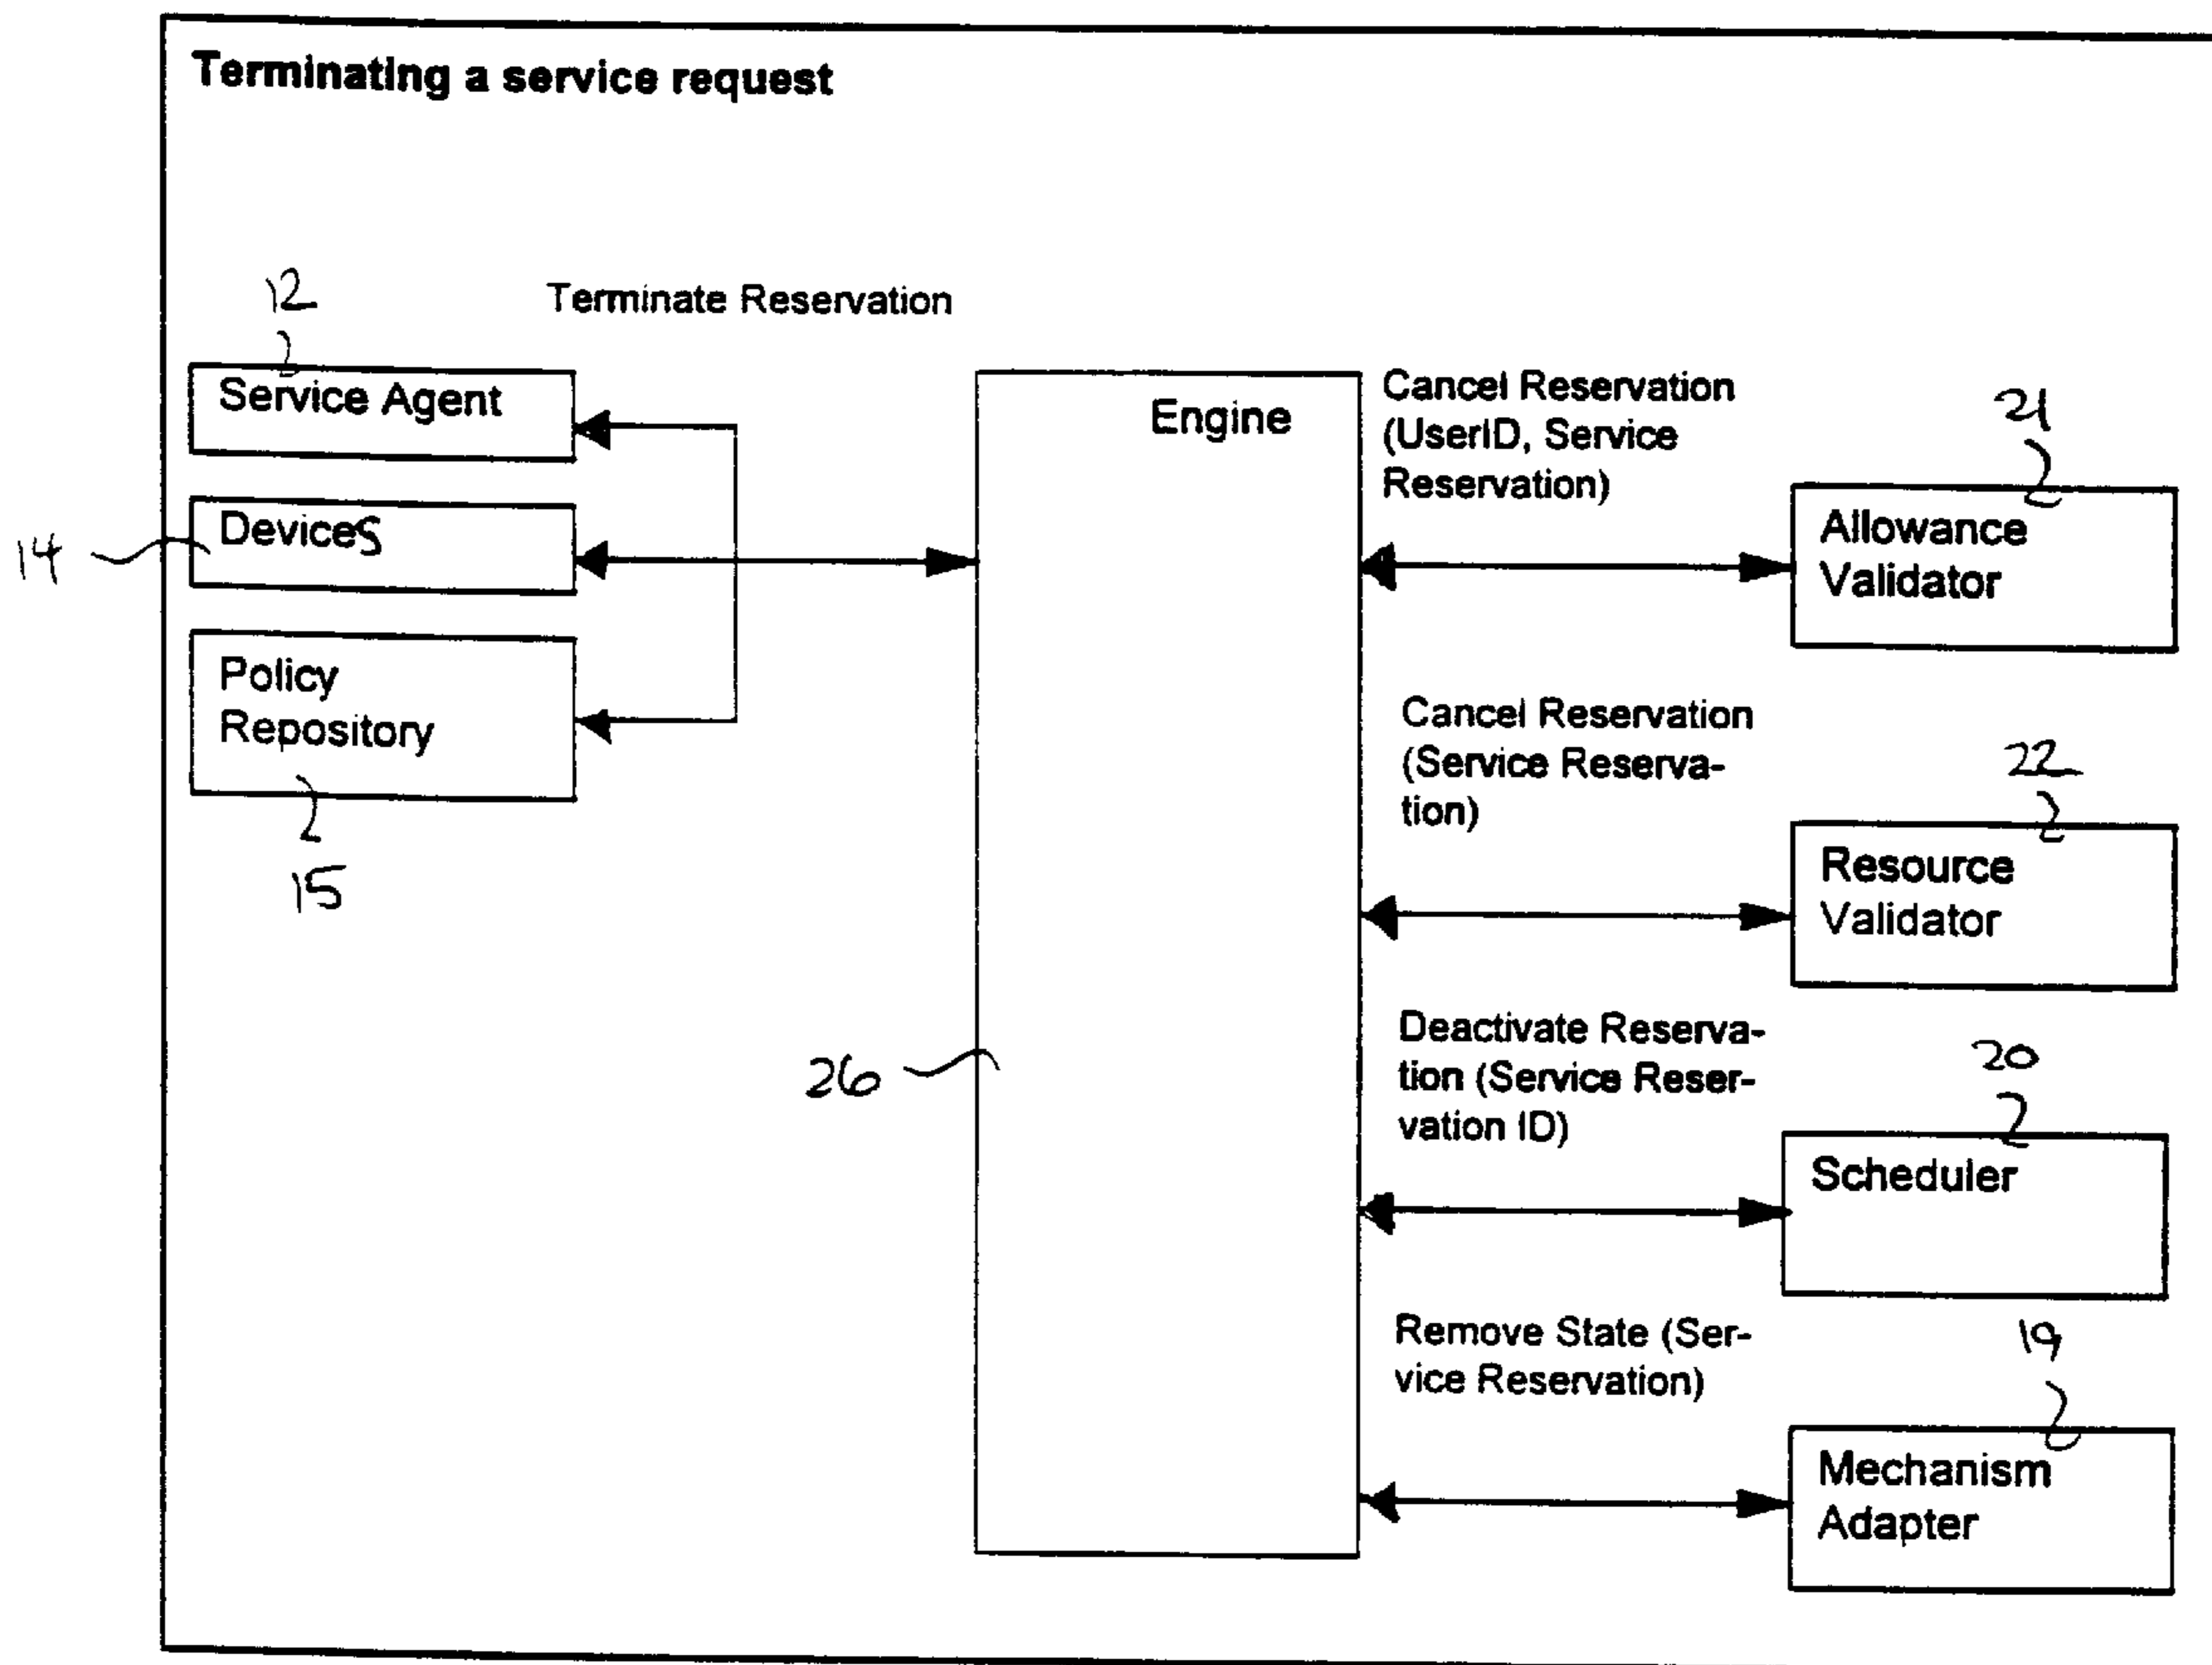 Terminating a service request
12
Terminate Reservation
Service Agent
Devices
14
Policy
Repository
15
Engine
26
Cancel Reservation
(UserID, Service
Reservation)
21
Allowance
Validator
Cancel Reservation
(Service Reserva-
tion)
22
Resource
Validator
Deactivate Reserva-
tion (Service Reser-
vation ID)
20
Scheduler
Remove State (Ser-
vice Reservation)
19
Mechanism
Adapter